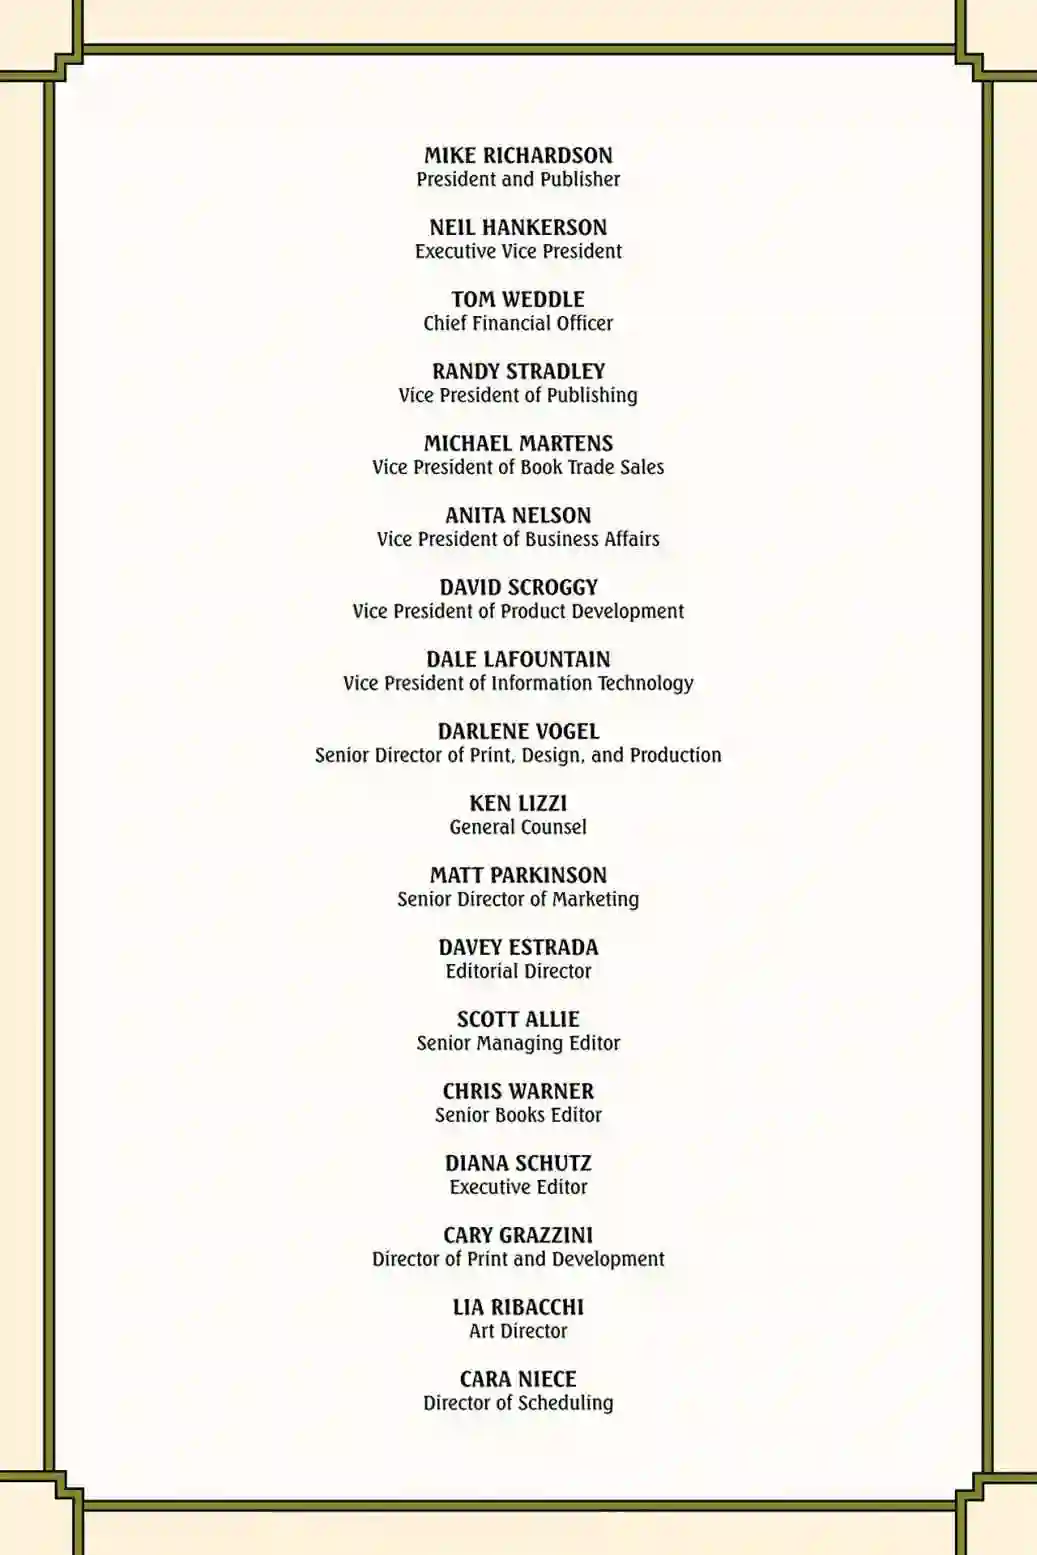 MIKE RICHARDSON
President and Publisher
NEIL HANKERSON
Executive Vice President
TOM WEDDLE
Chief Financial Officer
RANDY STRADLEY
Vice President of Publishing
MICHAEL MARTENS
Vice President of Book Trade Sales
ANITA NELSON
Vice President of Business Affairs
DAVID SCROGGY
Vice President of Product Development
DALE LAFOUNTAIN
Vice President of Information Technology
DARLENE VOGEL
Senior Director of Print, Design, and Production
KEN LIZZI
General Counsel
MATT PARKINSON
Senior Director of Marketing
DAVEY ESTRADA
Editorial Director
SCOTT ALLIE
Senior Managing Editor
CHRIS WARNER
Senior Books Editor
DIANA SCHUTZ
Executive Editor
CARY GRAZZINI
Director of Print and Development
LIA RIBACCHI
Art Director
CARA NIECE
Director of Scheduling